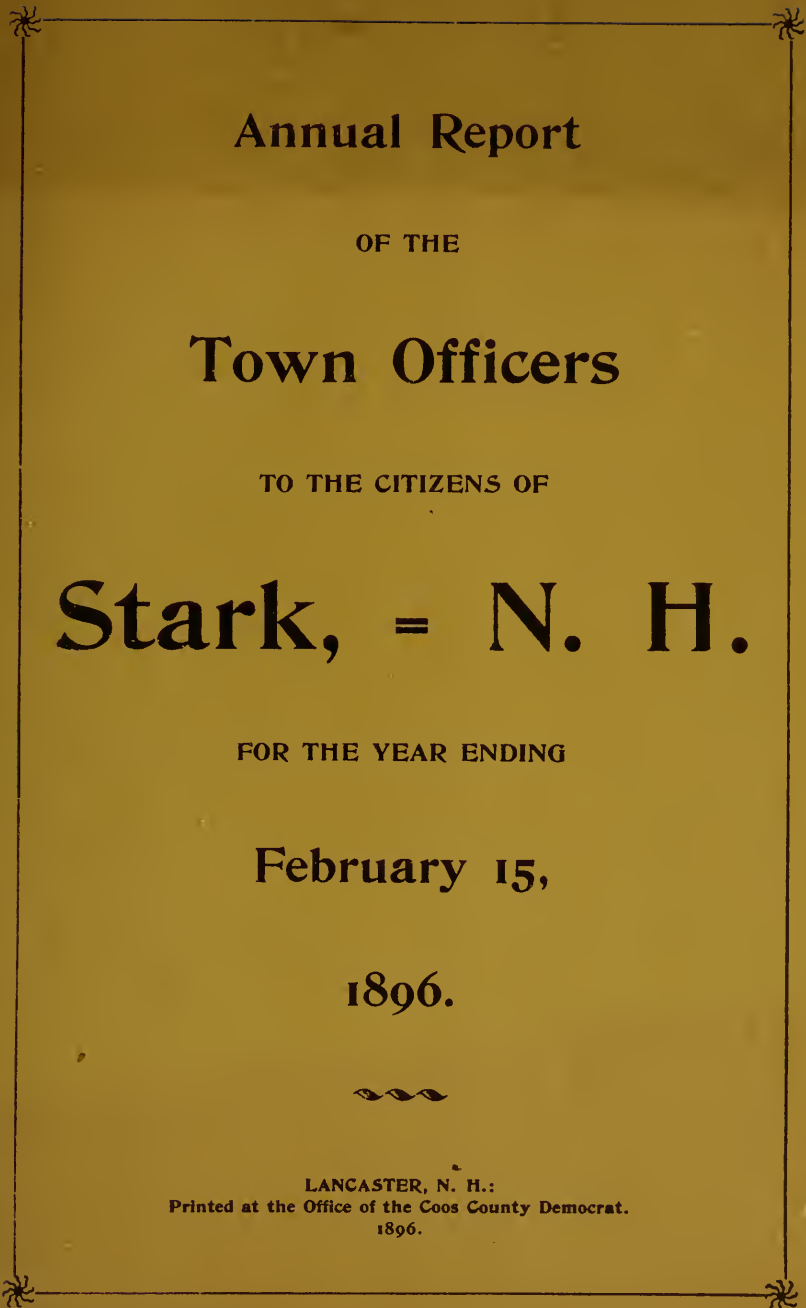 Annual Report
OF THE
Town Officers
TO THE CITIZENS OF
Stark, = N. H.
FOR THE YEAR ENDING
February 15,
1896.
LANCASTER, N. H.:
Printed at the Office of the Coos County Democrat.
1896.